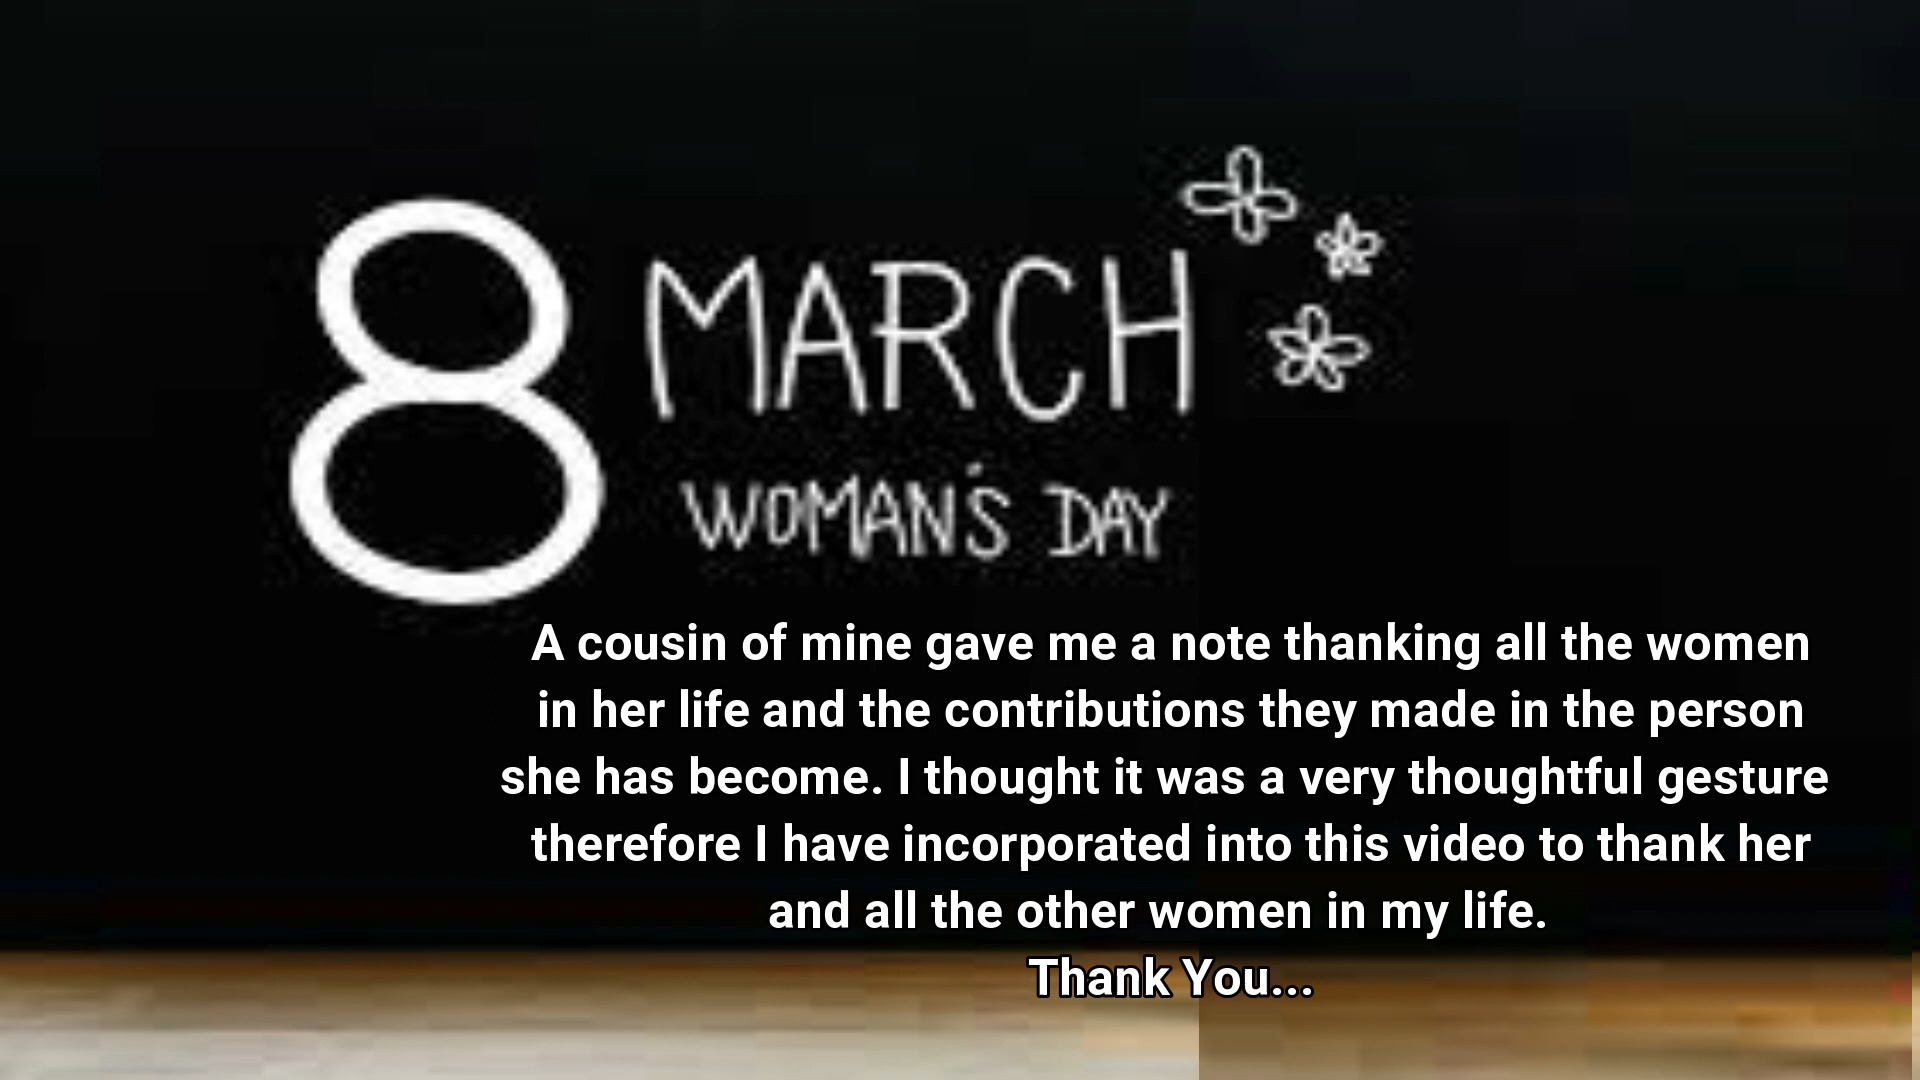 8 MARCH
WOMAN'S DAY
A cousin of mine gave me a note thanking all the women
in her life and the contributions they made in the person
she has become. I thought it was a very thoughtful gesture
therefore I have incorporated into this video to thank her
and all the other women in my life.
Thank You...